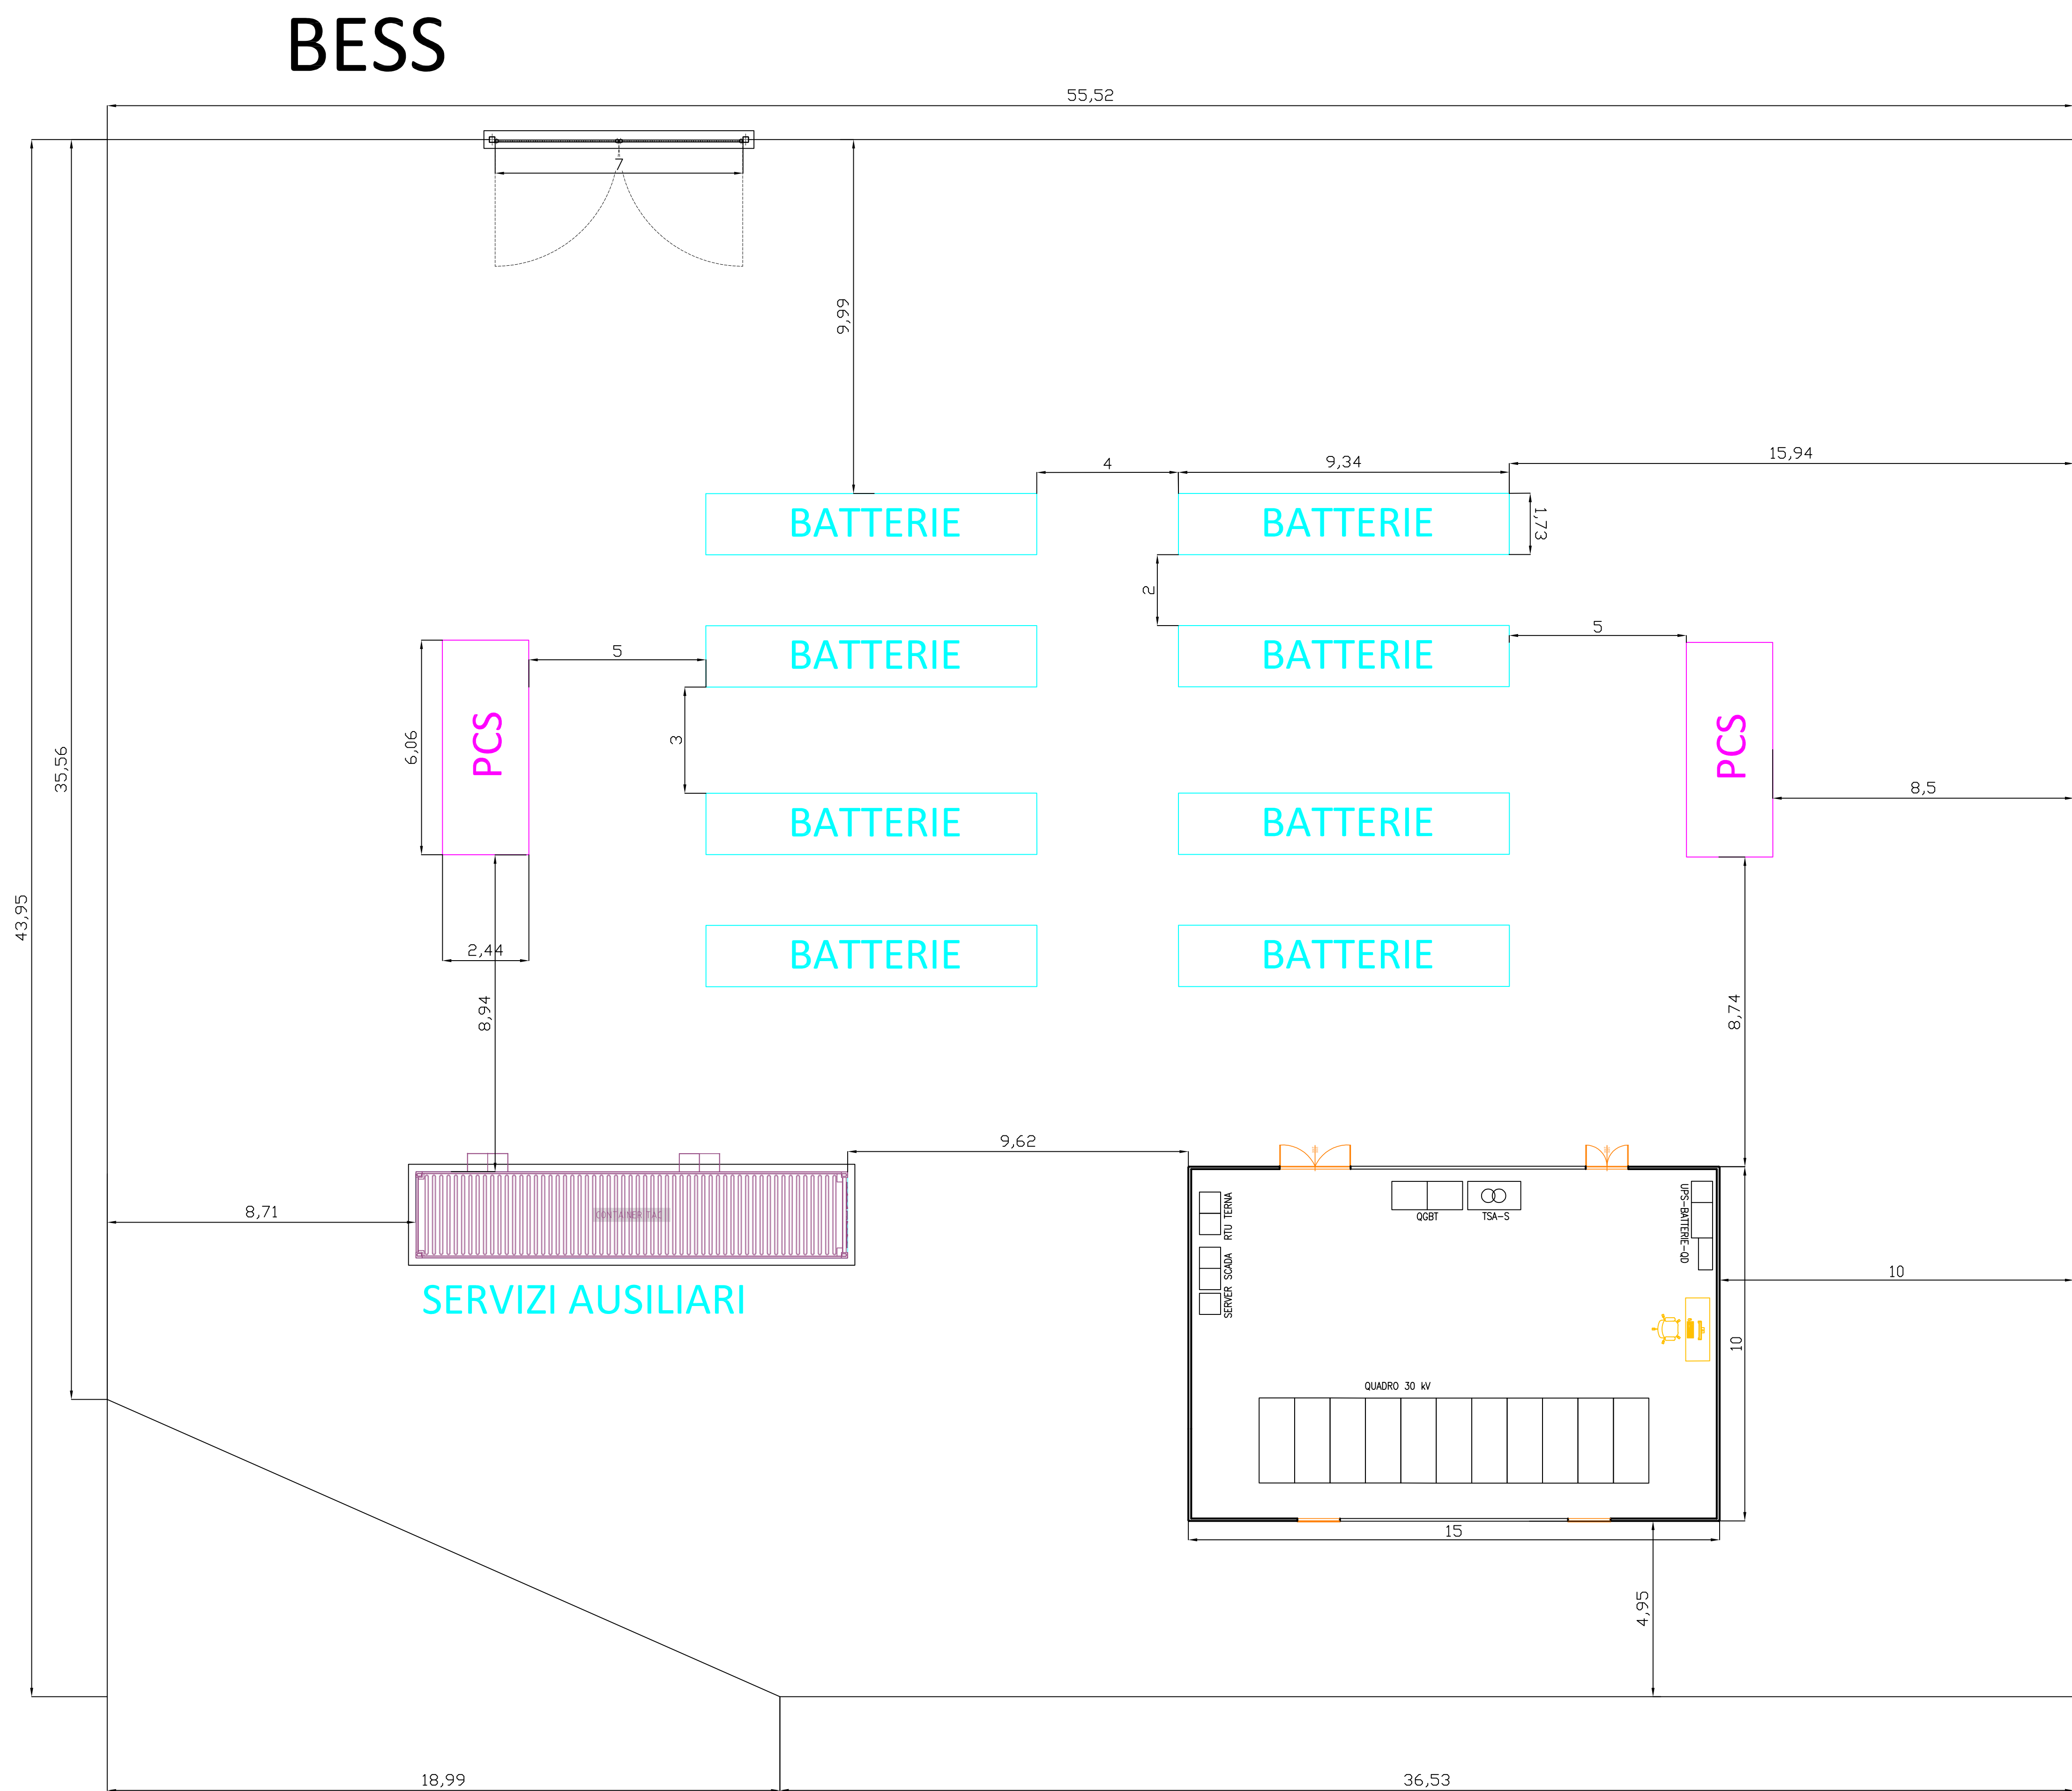 BESS
55,52
7
9,99
4
9,34
15,94
BATTERIE
BATTERIE
1,73
2
BATTERIE
BATTERIE
5
5
6,06
PCS
3
PCS
35,56
8,5
BATTERIE
BATTERIE
43,95
2,44
BATTERIE
BATTERIE
8,94
8,74
9,62
8,71
CONTAINER TAC
SERVIZI AUSILIARI
RTU TERNA
SERVER SCADA
QGBT
TSA-S
UPS-BATTERIE-QD
10
10
QUADRO 30 kV
15
4,95
18,99
36,53